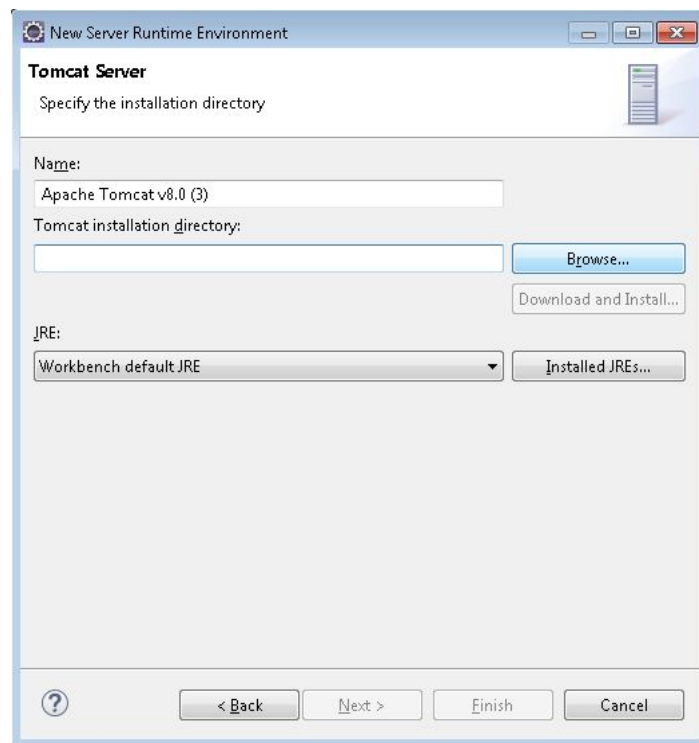 New Server Runtime Environment
Tomcat Server
Specify the installation directory
Name:
Apache Tomcat v8.0 (3)
Tomcat installation directory:
Browse...
Download and Install...
JRE:
Workbench default JRE
Installed JREs...
?
< Back
Next >
Finish
Cancel